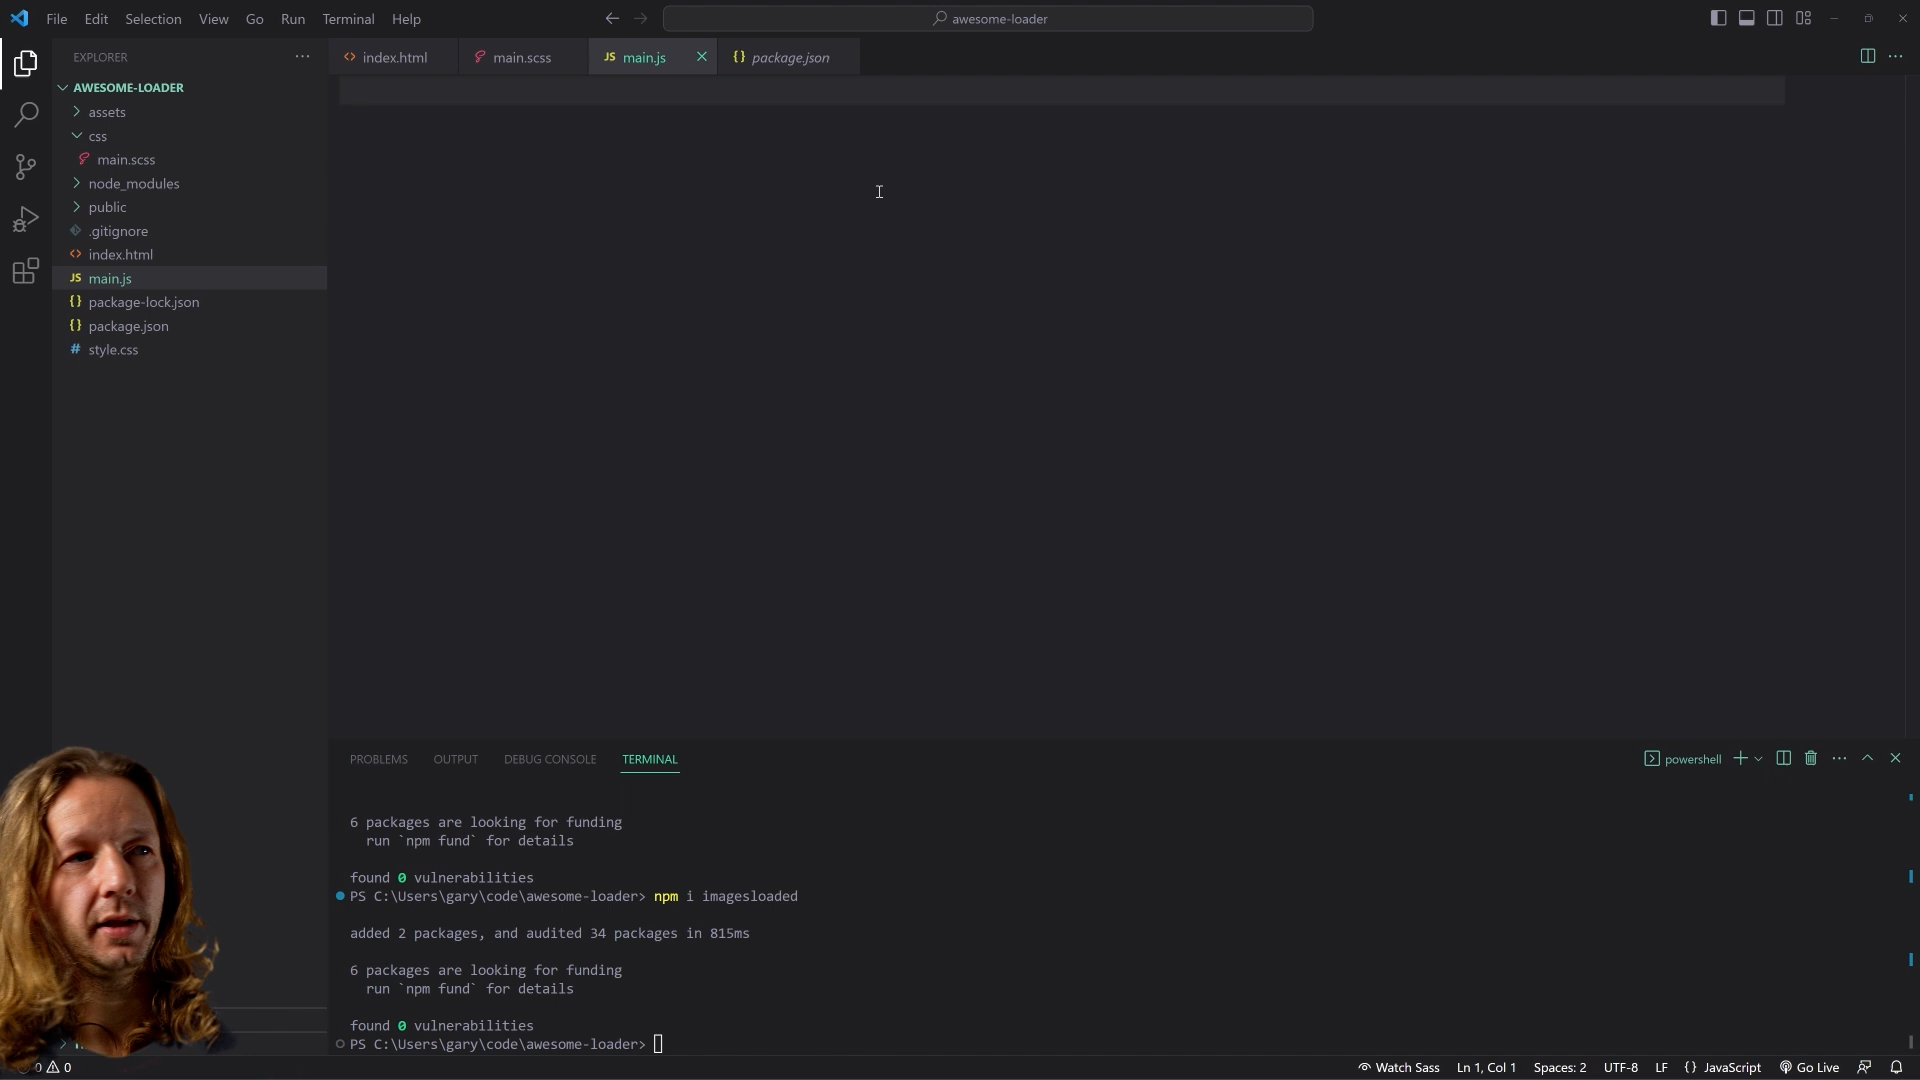 File Edit Selection View Go Run Terminal Help
awesome-loader
EXPLORER
index.html
main.scss
JS main.js
{} package.json
AWESOME-LOADER
assets
css
main.scss
node_modules
public
.gitignore
<> index.html
JS main.js
{} package-lock.json
{} package.json
# style.css
PROBLEMS OUTPUT DEBUG CONSOLE TERMINAL
powershell
6 packages are looking for funding
run `npm fund` for details
found 0 vulnerabilities
PS C:\Users\gary\code\awesome-loader> npm i imagesloaded
added 2 packages, and audited 34 packages in 815ms
6 packages are looking for funding
run `npm fund` for details
found 0 vulnerabilities
PS C:\Users\gary\code\awesome-loader>
0 0
Watch Sass Ln 1, Col 1 Spaces: 2 UTF-8 LF {} JavaScript Go Live